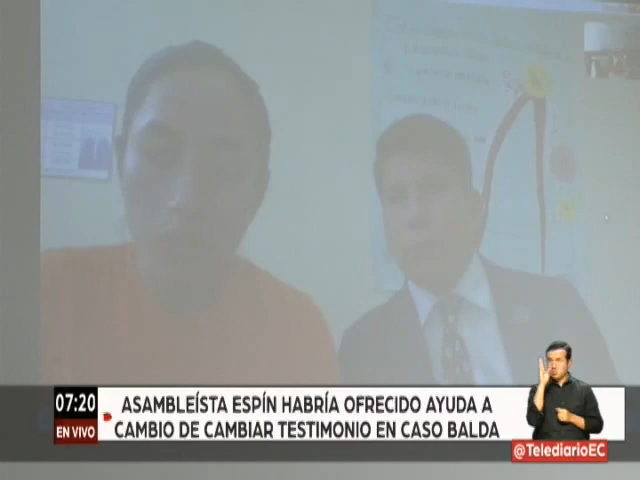 07:20
EN VIVO
ASAMBLEÍSTA ESPÍN HABRÍA OFRECIDO AYUDA A
CAMBIO DE CAMBIAR TESTIMONIO EN CASO BALDA
@TelediarioEC